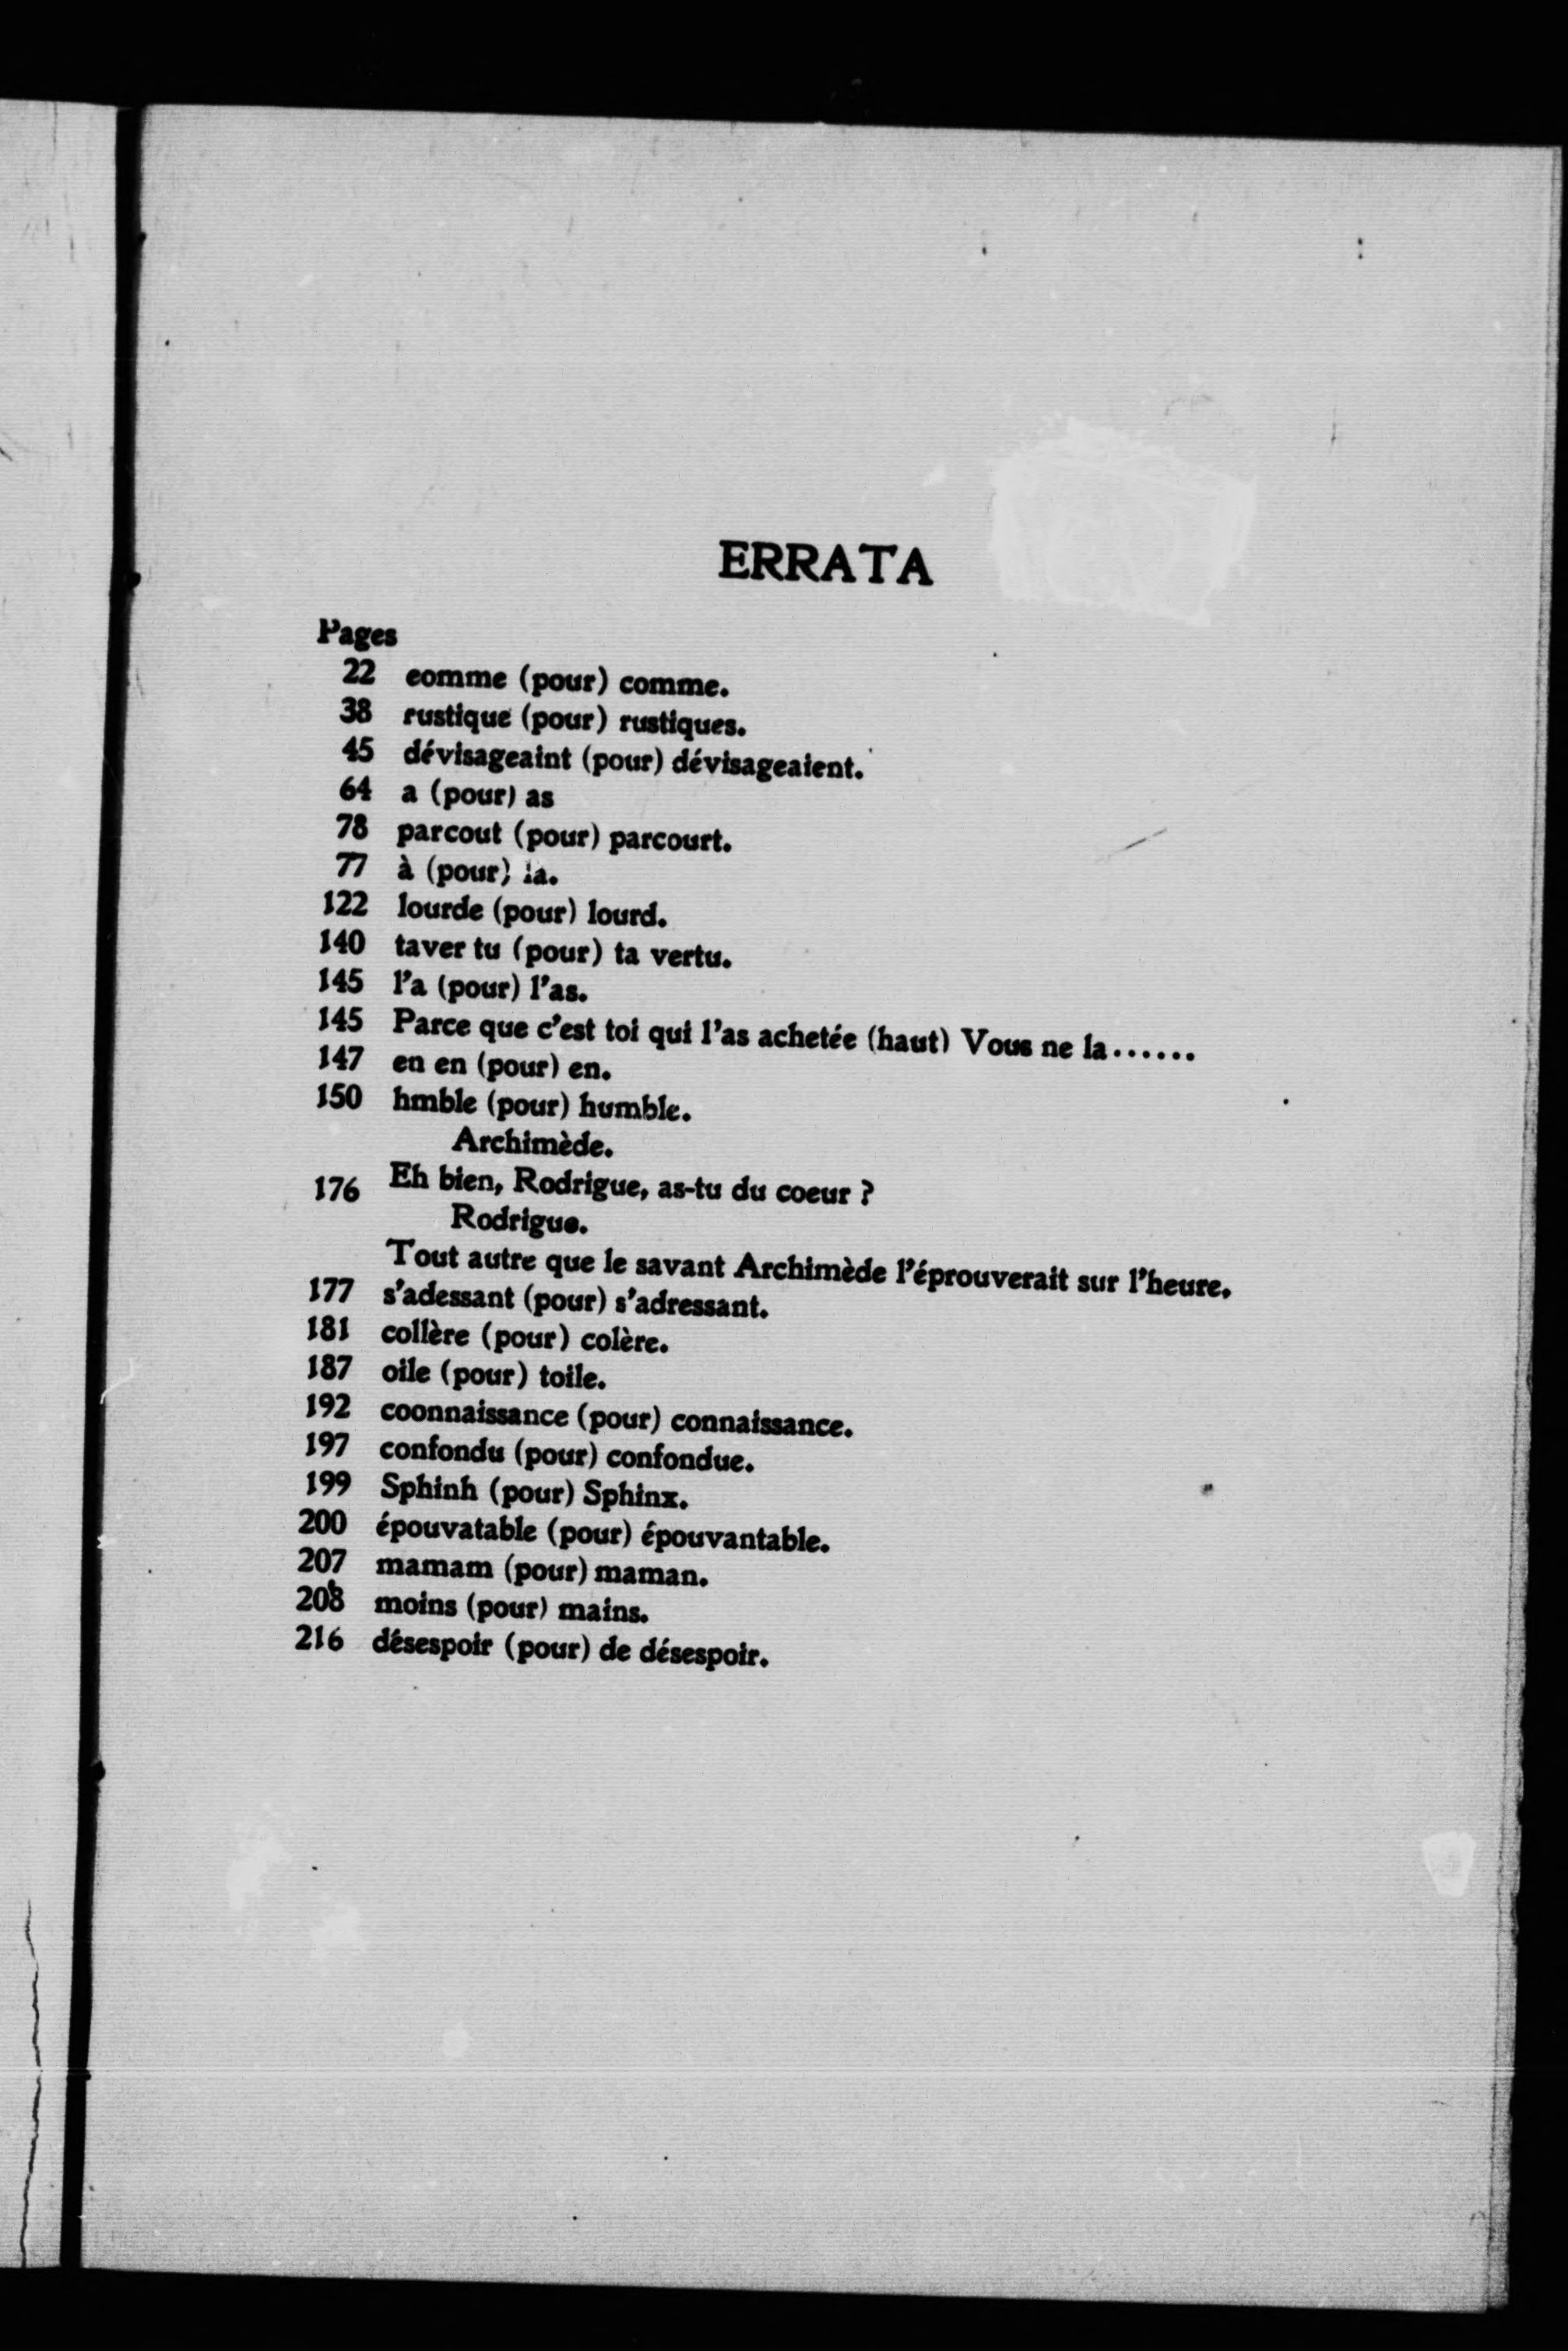 ERRATA
Pages
22 eomme (pour) comme.
38 rustique (pour) rustiques.
45 dévisageaint (pour) dévisageaient.
64 a (pour) as
78 parcout (pour) parcourt.
77 à (pour) la.
122 lourde (pour) lourd.
140 taver tu (pour) ta vertu.
145 l'a (pour) l'as.
145 Parce que c'est toi qui l'as achetée (haut) Vous ne la......
147 en en (pour) en.
150 hmble (pour) humble.
Archimède.
176 Eh bien, Rodrigue, as-tu du coeur ?
Rodrigue.
Tout autre que le savant Archimède l'éprouverait sur l'heure.
177 s'adessant (pour) s'adressant.
181 collère (pour) colère.
187 oile (pour) toile.
192 coonnaissance (pour) connaissance.
197 confondu (pour) confondue.
199 Sphinh (pour) Sphinx.
200 épouvatable (pour) épouvantable.
207 mamam (pour) maman.
208 moins (pour) mains.
216 désespoir (pour) de désespoir.